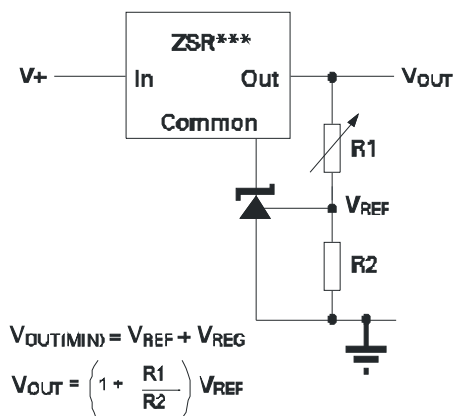 ZSR***
V+
In
Out
VOUT
Common
R1
VREF
R2
VOUT(MIN) = VREF + VREG
VOUT = (1 + R1/R2) VREF